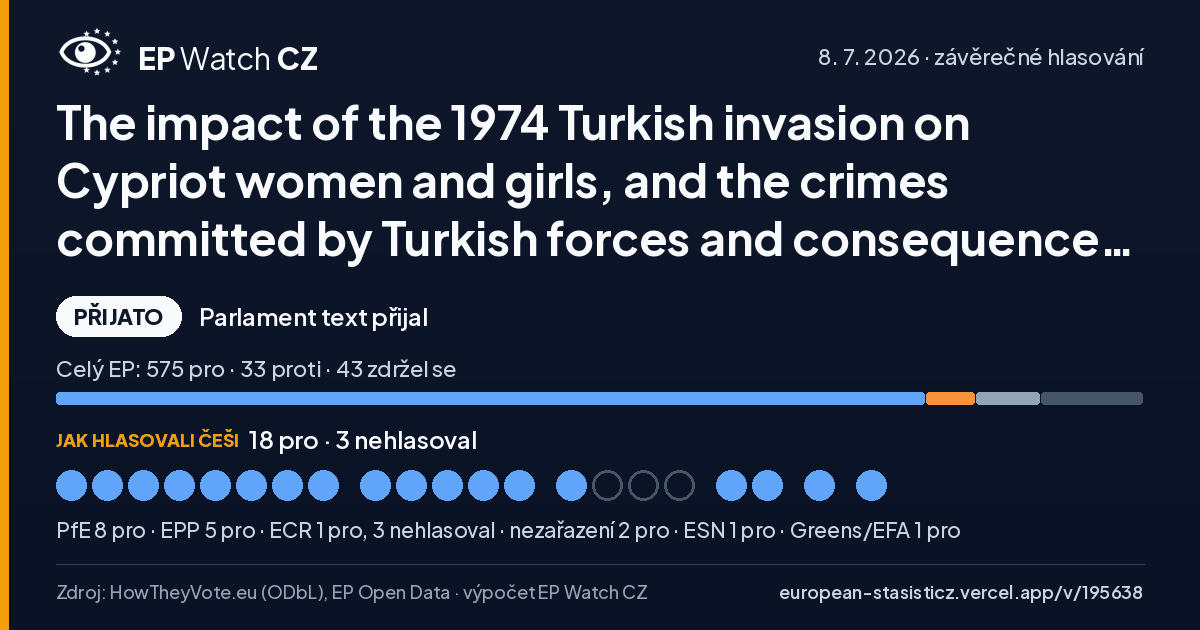 EP Watch CZ
8. 7. 2026 · závěrečné hlasování
The impact of the 1974 Turkish invasion on
Cypriot women and girls, and the crimes
committed by Turkish forces and consequence…
PŘIJATO Parlament text přijal
Celý EP: 575 pro · 33 proti · 43 zdržel se
JAK HLASOVALI ČEŠI 18 pro · 3 nehlasoval
PfE 8 pro · EPP 5 pro · ECR 1 pro, 3 nehlasoval · nezařazení 2 pro · ESN 1 pro · Greens/EFA 1 pro
Zdroj: HowTheyVote.eu (ODbL), EP Open Data · výpočet EP Watch CZ
european-stasisticz.vercel.app/v/195638